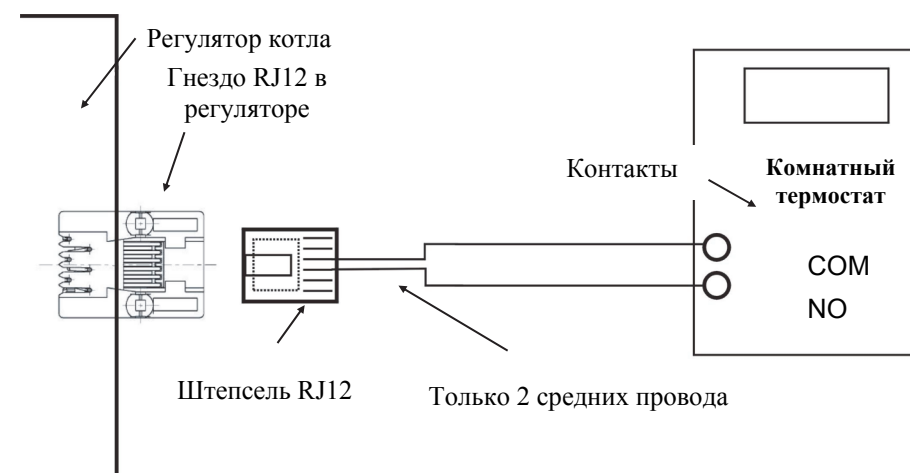 Регулятор котла
Гнездо RJ12 в
регуляторе
Контакты
Комнатный
термостат
COM
NO
Штепсель RJ12
Только 2 средних провода